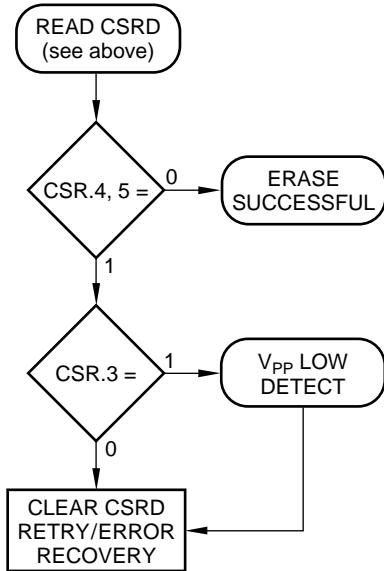 READ CSRD
(see above)
CSR.4, 5 =
0
ERASE
SUCCESSFUL
1
CSR.3 =
1
VPP LOW
DETECT
0
CLEAR CSRD
RETRY/ERROR
RECOVERY